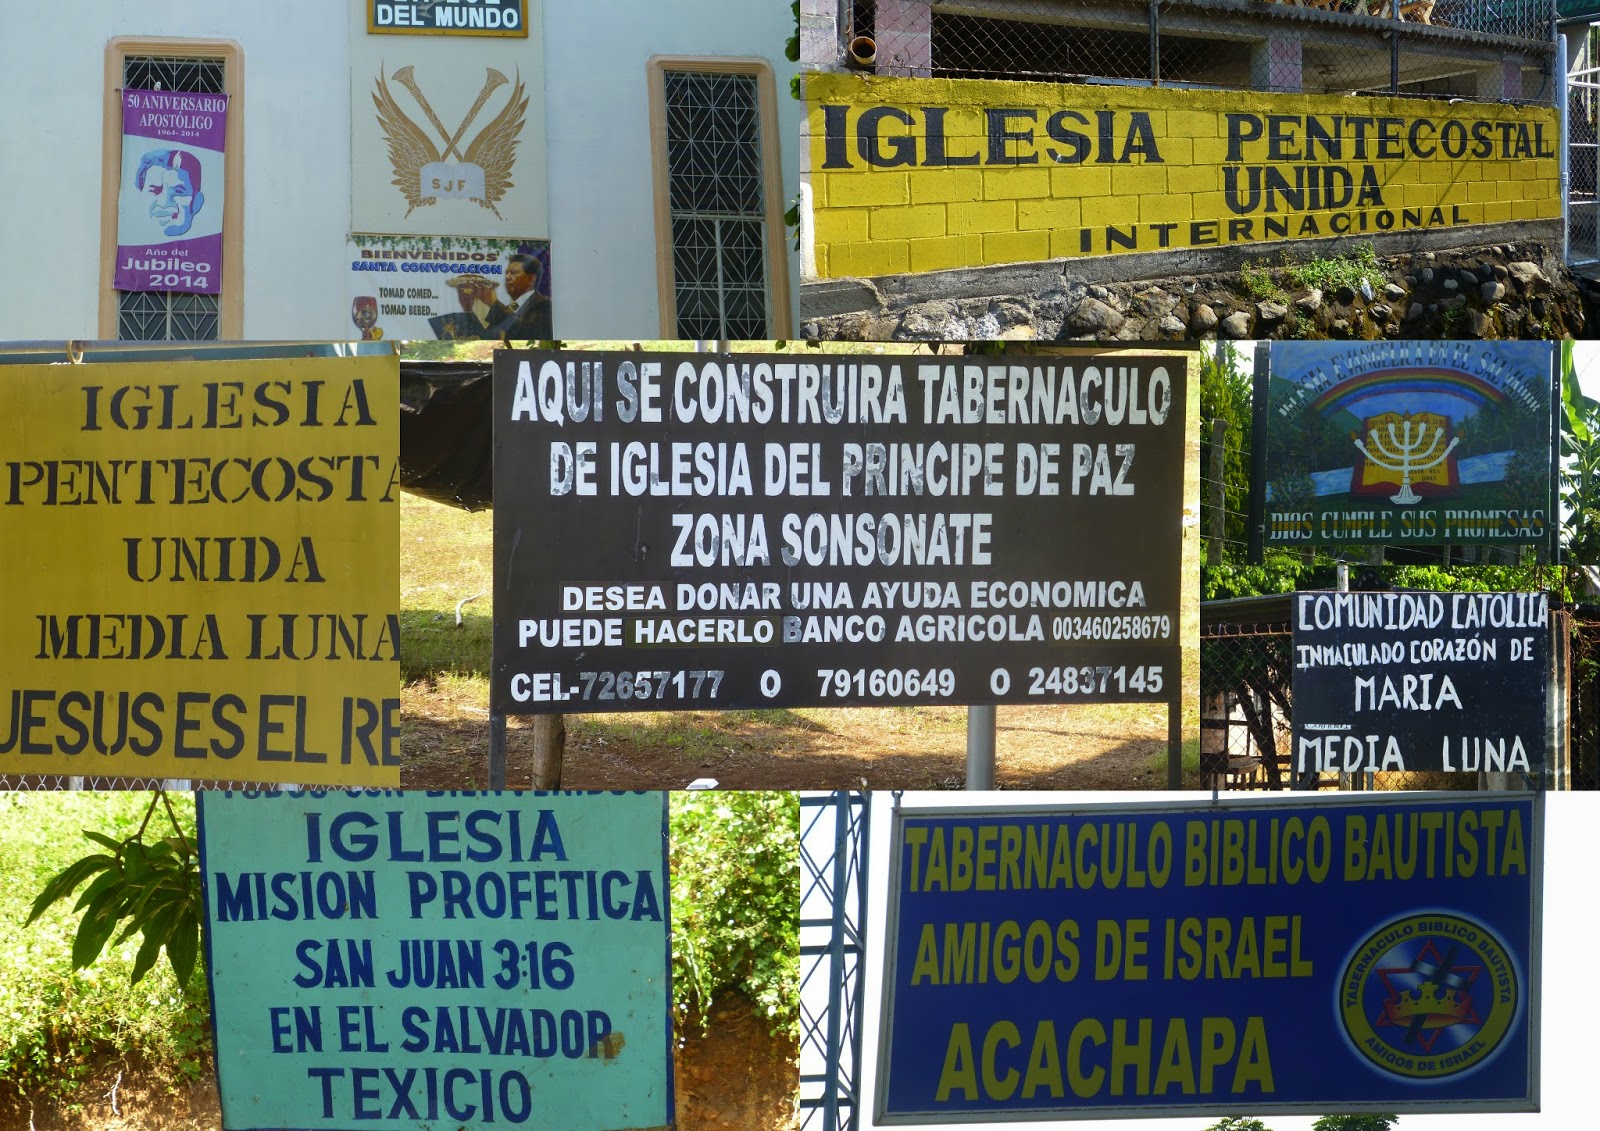 DEL MUNDO
50 ANIVERSARIO
APOSTÓLIGO
1964-2014
Año del
Jubíleo
2014
SJF
BIENVENIDOS
SANTA CONVOCACION
TOMAD COMED...
TOMAD BEBED...
IGLESIA PENTECOSTAL
UNIDA
INTERNACIONAL
IGLESIA
PENTECOSTA
UNIDA
MEDIA LUNA
JESUS ES EL RE
AQUI SE CONSTRUIRA TABERNACULO
DE IGLESIA DEL PRINCIPE DE PAZ
ZONA SONSONATE
DESEA DONAR UNA AYUDA ECONOMICA
PUEDE HACERLO BANCO AGRICOLA 003460258679
CEL-72657177 O 79160649 O 24837145
IGLESIA EVANGELICA EN EL SALVADOR
DIOS CUMPLE SUS PROMESAS
COMUNIDAD CATOLICA
INMACULADO CORAZÓN DE
MARIA
MEDIA LUNA
IGLESIA
MISION PROFETICA
SAN JUAN 3:16
EN EL SALVADOR
TEXICIO
TABERNACULO BIBLICO BAUTISTA
AMIGOS DE ISRAEL
ACACHAPA
TABERNACULO BIBLICO BAUTISTA
AMIGOS DE ISRAEL